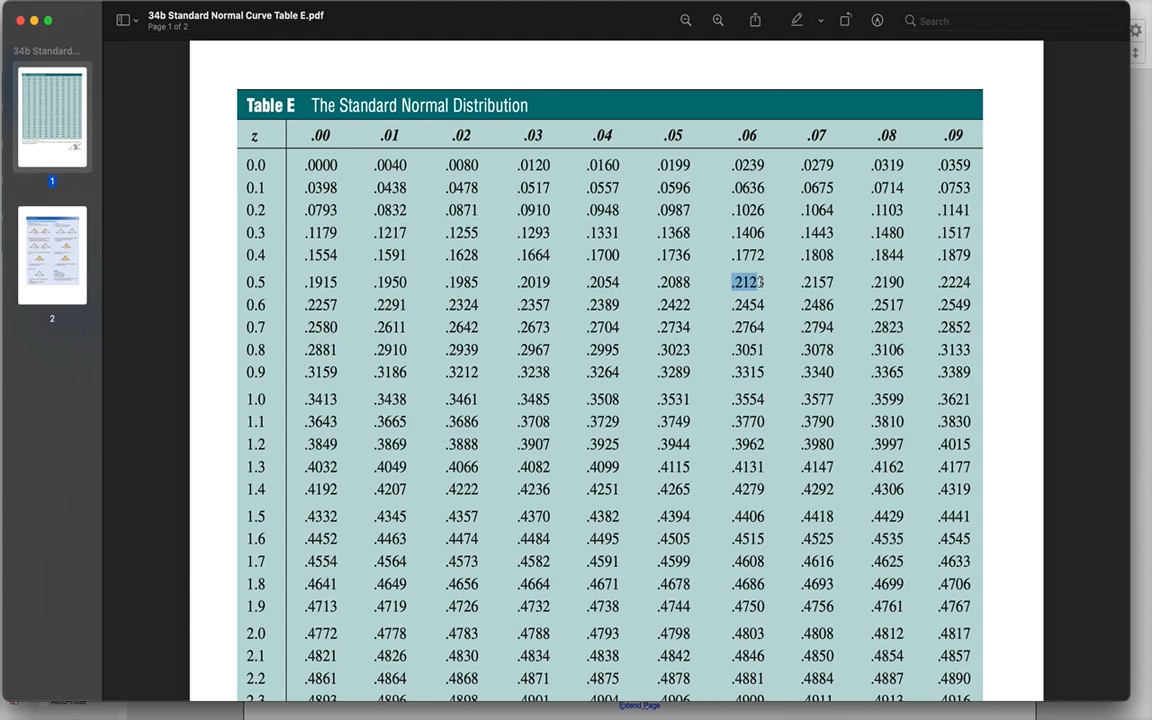 34b Standard Normal Curve Table E.pdf
Page 1 of 2
Search
34b Standard...
1
2
Table E The Standard Normal Distribution
z .00 .01 .02 .03 .04 .05 .06 .07 .08 .09
0.0 .0000 .0040 .0080 .0120 .0160 .0199 .0239 .0279 .0319 .0359
0.1 .0398 .0438 .0478 .0517 .0557 .0596 .0636 .0675 .0714 .0753
0.2 .0793 .0832 .0871 .0910 .0948 .0987 .1026 .1064 .1103 .1141
0.3 .1179 .1217 .1255 .1293 .1331 .1368 .1406 .1443 .1480 .1517
0.4 .1554 .1591 .1628 .1664 .1700 .1736 .1772 .1808 .1844 .1879
0.5 .1915 .1950 .1985 .2019 .2054 .2088 .2123 .2157 .2190 .2224
0.6 .2257 .2291 .2324 .2357 .2389 .2422 .2454 .2486 .2517 .2549
0.7 .2580 .2611 .2642 .2673 .2704 .2734 .2764 .2794 .2823 .2852
0.8 .2881 .2910 .2939 .2967 .2995 .3023 .3051 .3078 .3106 .3133
0.9 .3159 .3186 .3212 .3238 .3264 .3289 .3315 .3340 .3365 .3389
1.0 .3413 .3438 .3461 .3485 .3508 .3531 .3554 .3577 .3599 .3621
1.1 .3643 .3665 .3686 .3708 .3729 .3749 .3770 .3790 .3810 .3830
1.2 .3849 .3869 .3888 .3907 .3925 .3944 .3962 .3980 .3997 .4015
1.3 .4032 .4049 .4066 .4082 .4099 .4115 .4131 .4147 .4162 .4177
1.4 .4192 .4207 .4222 .4236 .4251 .4265 .4279 .4292 .4306 .4319
1.5 .4332 .4345 .4357 .4370 .4382 .4394 .4406 .4418 .4429 .4441
1.6 .4452 .4463 .4474 .4484 .4495 .4505 .4515 .4525 .4535 .4545
1.7 .4554 .4564 .4573 .4582 .4591 .4599 .4608 .4616 .4625 .4633
1.8 .4641 .4649 .4656 .4664 .4671 .4678 .4686 .4693 .4699 .4706
1.9 .4713 .4719 .4726 .4732 .4738 .4744 .4750 .4756 .4761 .4767
2.0 .4772 .4778 .4783 .4788 .4793 .4798 .4803 .4808 .4812 .4817
2.1 .4821 .4826 .4830 .4834 .4838 .4842 .4846 .4850 .4854 .4857
2.2 .4861 .4864 .4868 .4871 .4875 .4878 .4881 .4884 .4887 .4890
2.3 .4893 .4896 .4898 .4901 .4904 .4906 .4909 .4911 .4913 .4916
Auto-hide
Extend Page